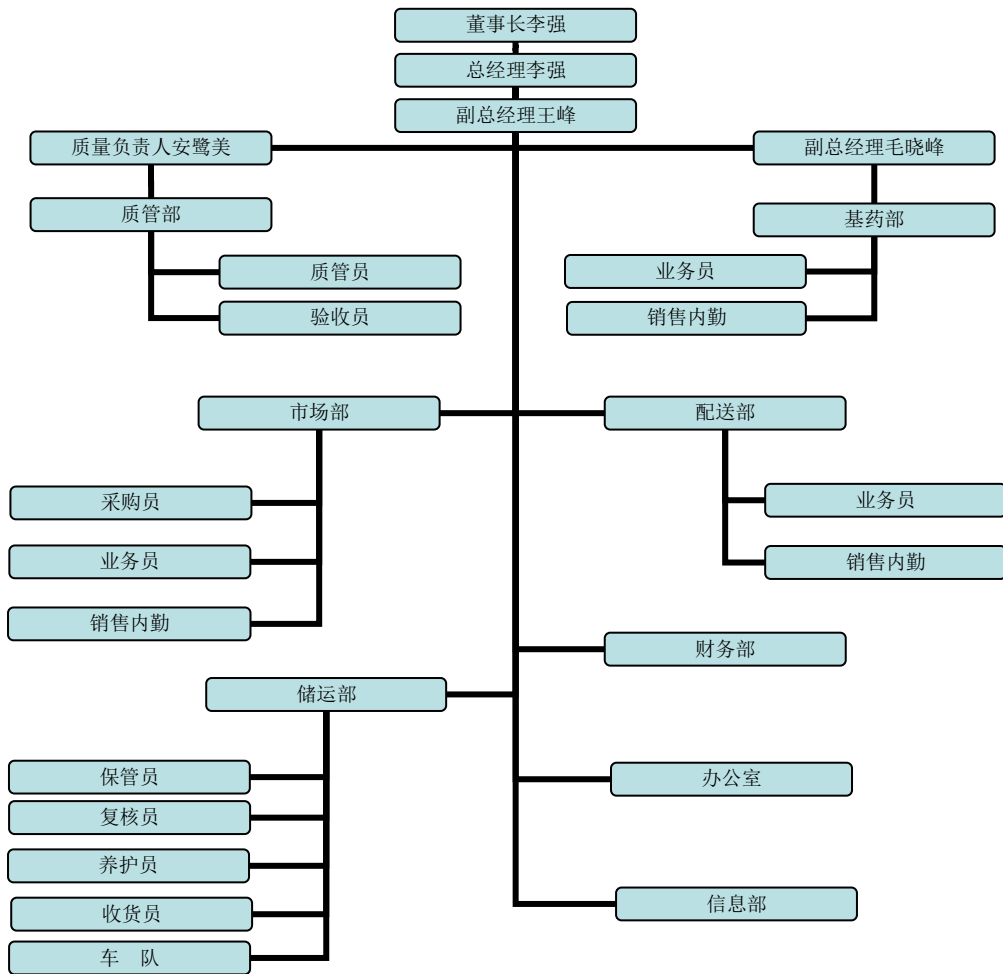 董事长李强
总经理李强
副总经理王峰
质量负责人安鹭美
副总经理毛晓峰
质管部
基药部
质管员
业务员
验收员
销售内勤
市场部
配送部
采购员
业务员
业务员
销售内勤
销售内勤
财务部
储运部
保管员
办公室
复核员
养护员
收货员
信息部
车 队